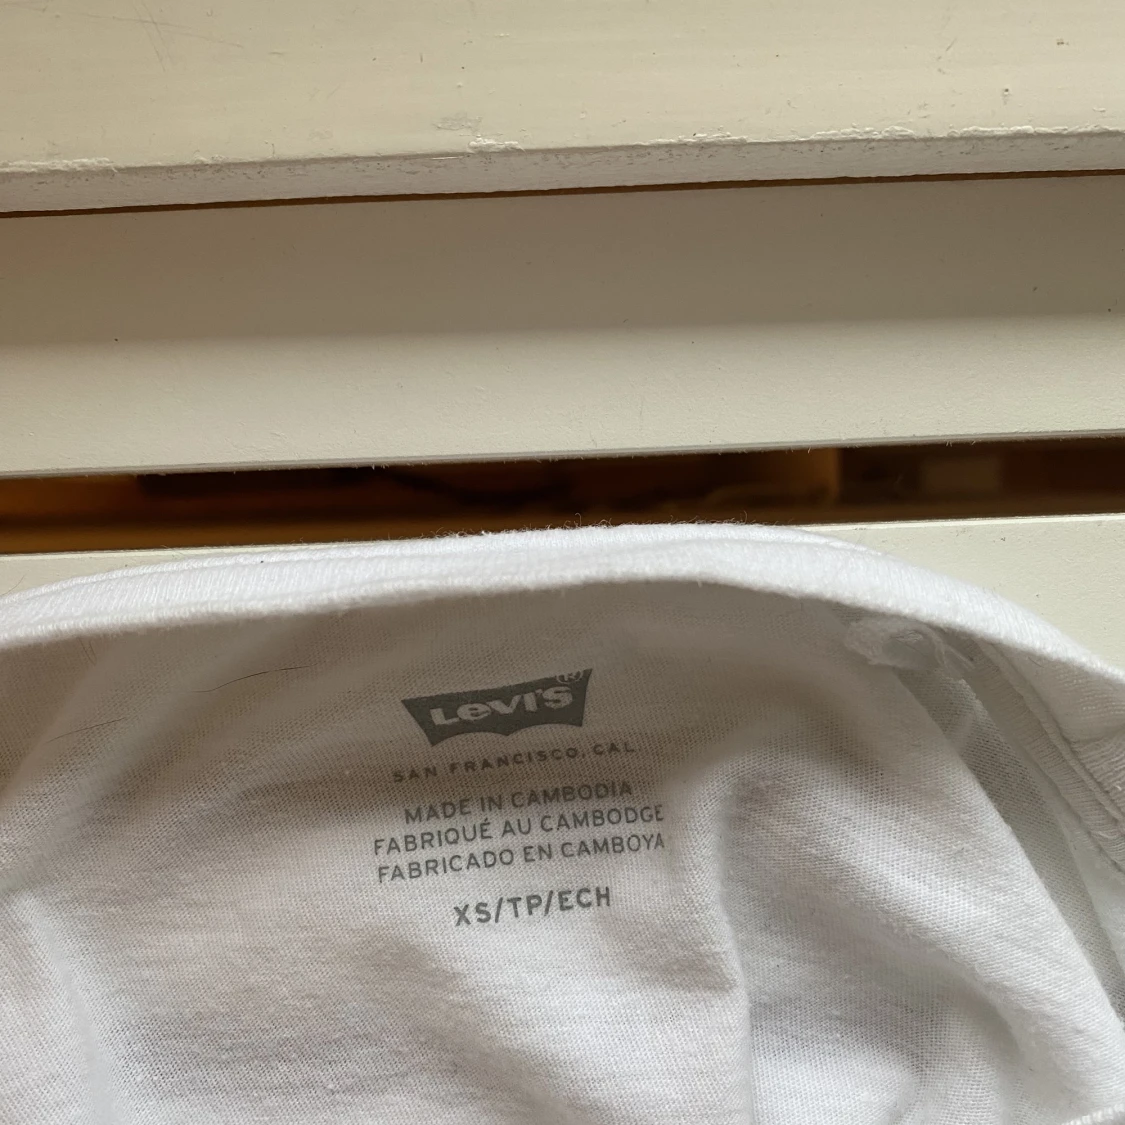 Levi's®
SAN FRANCISCO, CAL
MADE IN CAMBODIA
FABRIQUÉ AU CAMBODGE
FABRICADO EN CAMBOYA
XS/TP/ECH